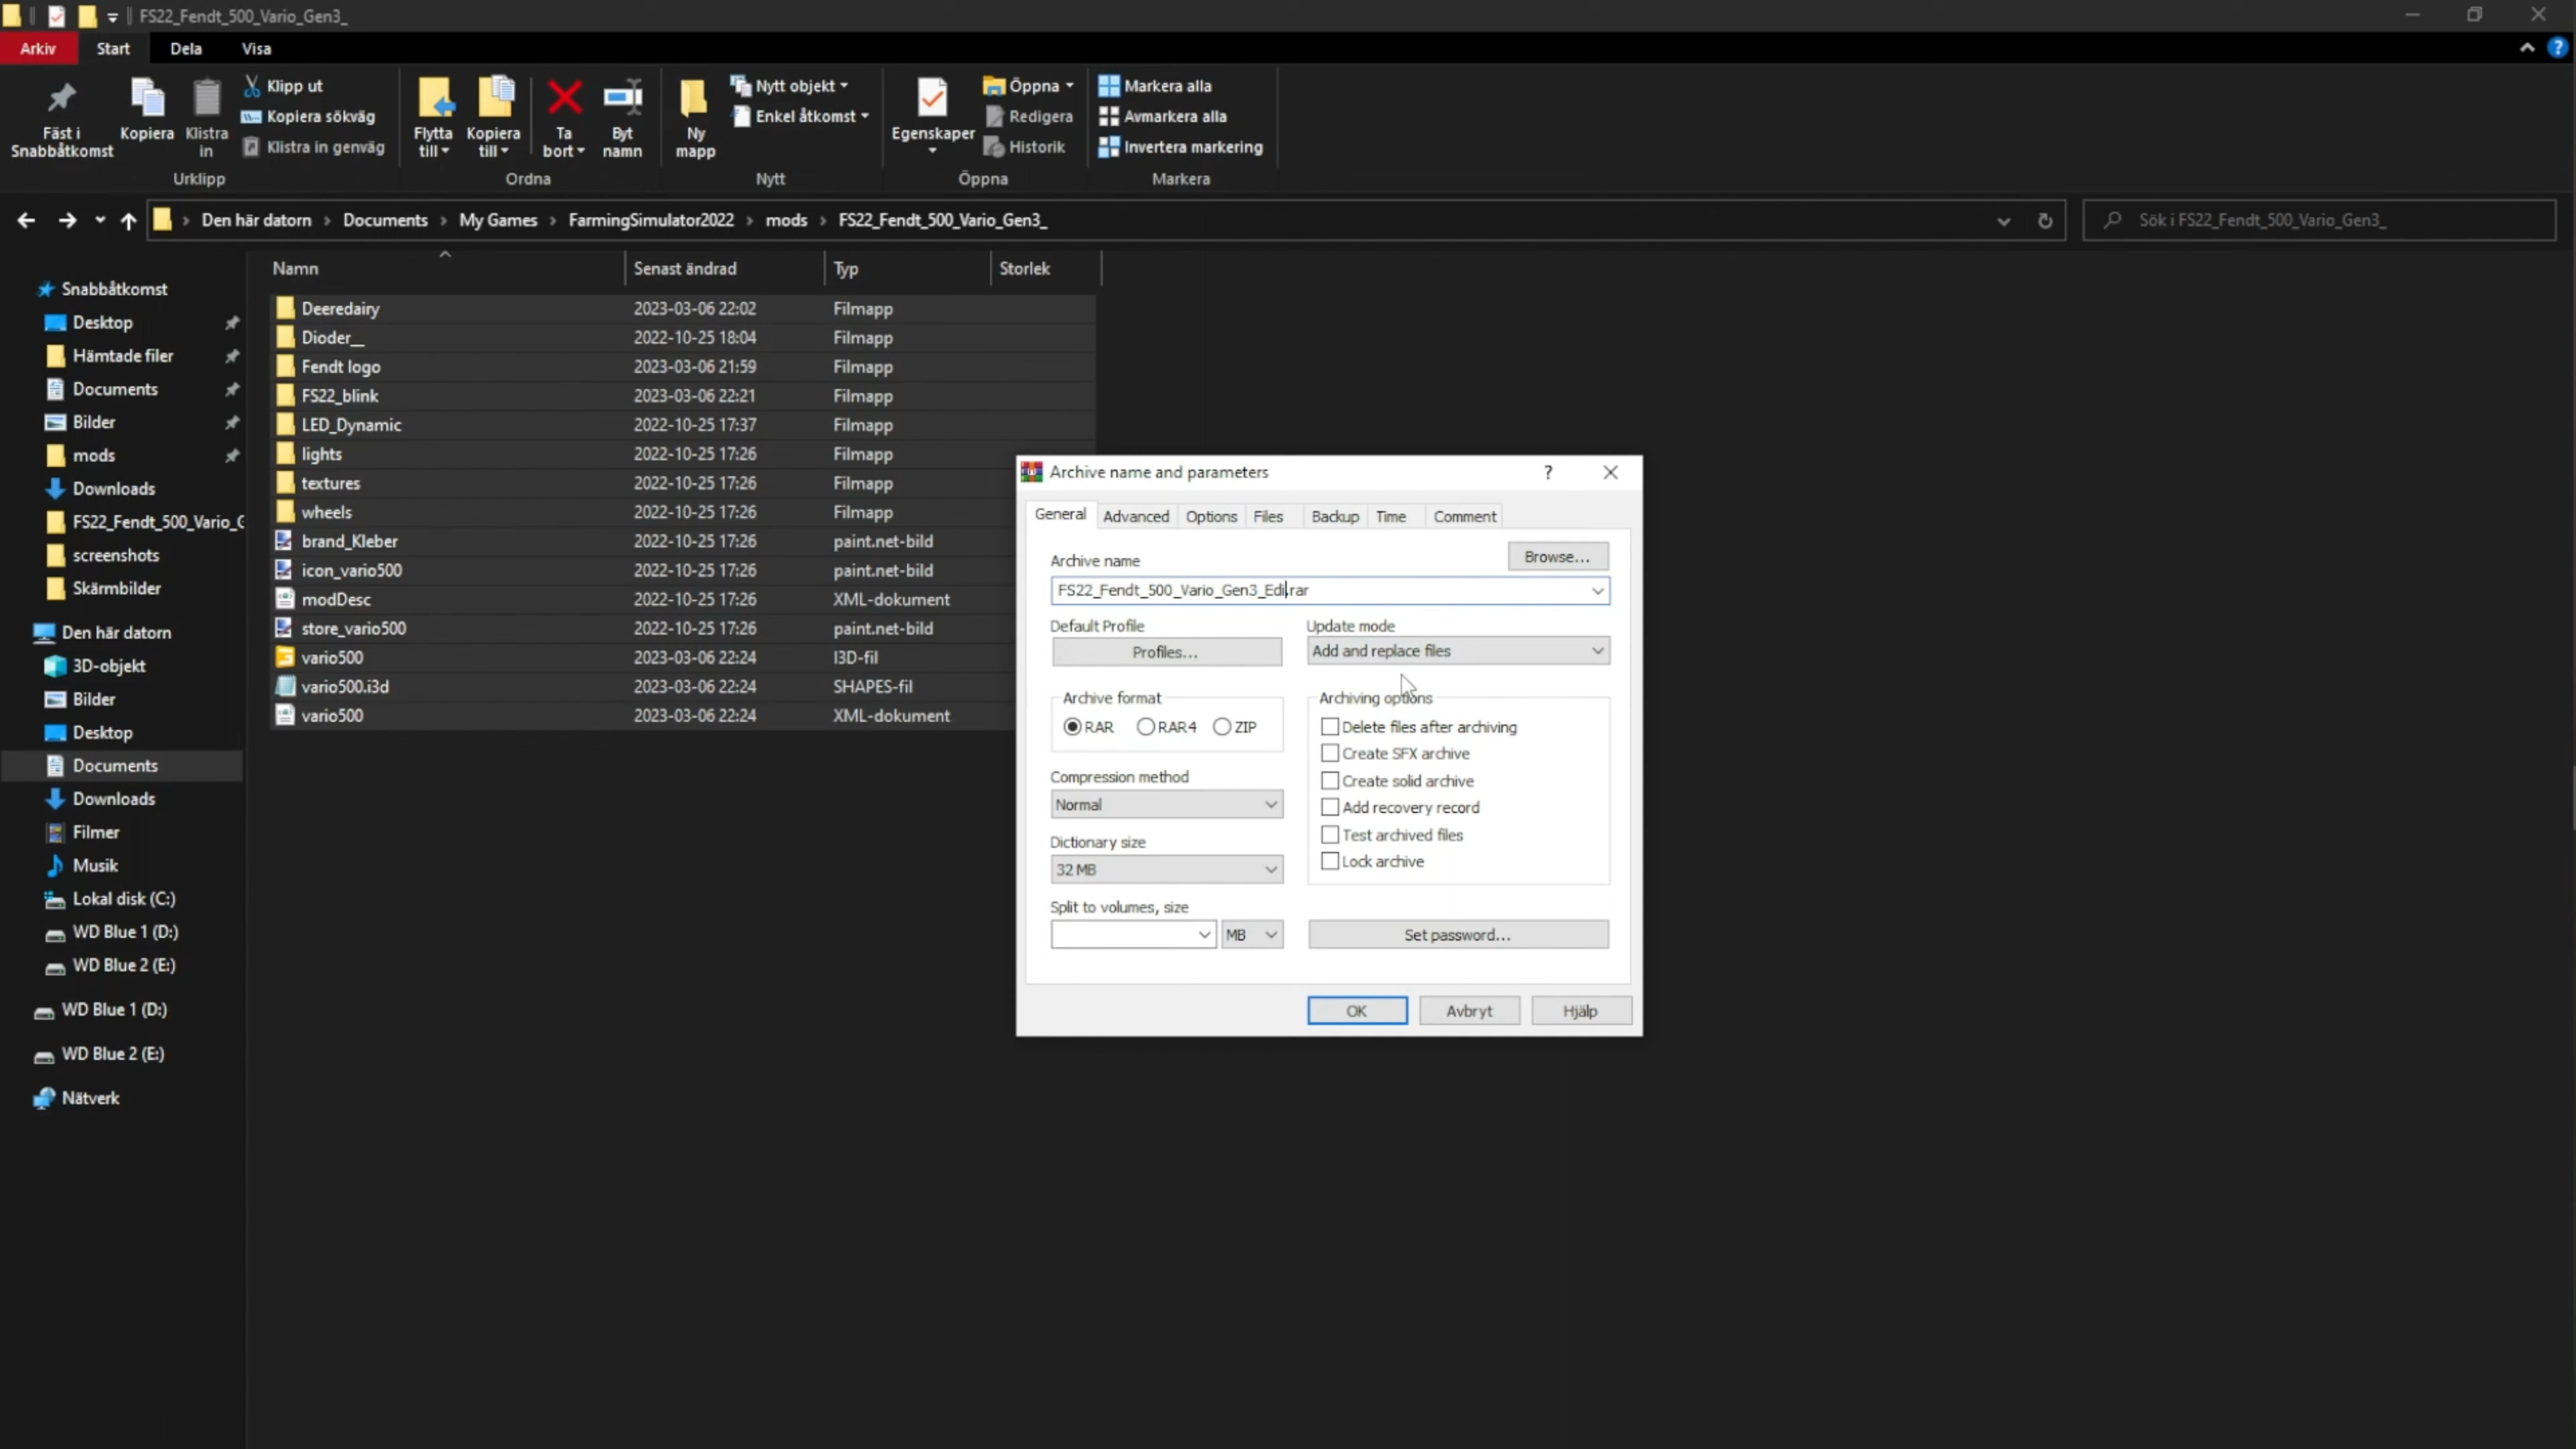 FS22_Fendt_500_Vario_Gen3_
Arkiv Start Dela Visa
Fäst i Snabbåtkomst
Kopiera
Klistra in
Klipp ut
Kopiera sökväg
Klistra in genväg
Urklipp
Flytta till
Kopiera till
Ta bort
Byt namn
Ordna
Ny mapp
Nytt objekt
Enkel åtkomst
Nytt
Egenskaper
Öppna
Redigera
Historik
Öppna
Markera alla
Avmarkera alla
Invertera markering
Markera
Den här datorn Documents My Games FarmingSimulator2022 mods FS22_Fendt_500_Vario_Gen3_
Sök i FS22_Fendt_500_Vario_Gen3_
Snabbåtkomst
Desktop
Hämtade filer
Documents
Bilder
mods
Downloads
FS22_Fendt_500_Vario_G
screenshots
Skärmbilder
Den här datorn
3D-objekt
Bilder
Desktop
Documents
Downloads
Filmer
Musik
Lokal disk (C:)
WD Blue 1 (D:)
WD Blue 2 (E:)
WD Blue 1 (D:)
WD Blue 2 (E:)
Nätverk
Namn Senast ändrad Typ Storlek
Deeredairy 2023-03-06 22:02 Filmapp
Dioder__ 2022-10-25 18:04 Filmapp
Fendt logo 2023-03-06 21:59 Filmapp
FS22_blink 2023-03-06 22:21 Filmapp
LED_Dynamic 2022-10-25 17:37 Filmapp
lights 2022-10-25 17:26 Filmapp
textures 2022-10-25 17:26 Filmapp
wheels 2022-10-25 17:26 Filmapp
brand_Kleber 2022-10-25 17:26 paint.net-bild
icon_vario500 2022-10-25 17:26 paint.net-bild
modDesc 2022-10-25 17:26 XML-dokument
store_vario500 2022-10-25 17:26 paint.net-bild
vario500 2023-03-06 22:24 I3D-fil
vario500.i3d 2023-03-06 22:24 SHAPES-fil
vario500 2023-03-06 22:24 XML-dokument
Archive name and parameters
General Advanced Options Files Backup Time Comment
Archive name
Browse...
FS22_Fendt_500_Vario_Gen3_Edi.rar
Default Profile
Profiles...
Update mode
Add and replace files
Archive format
RAR RAR4 ZIP
Compression method
Normal
Dictionary size
32 MB
Split to volumes, size
MB
Archiving options
Delete files after archiving
Create SFX archive
Create solid archive
Add recovery record
Test archived files
Lock archive
Set password...
OK Avbryt Hjälp